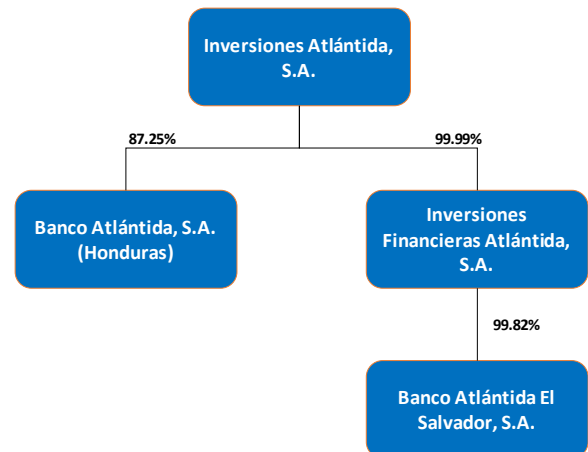 Inversiones Atlántida,
S.A.
87.25%
99.99%
Banco Atlántida, S.A.
(Honduras)
Inversiones
Financieras Atlántida,
S.A.
99.82%
Banco Atlántida El
Salvador, S.A.